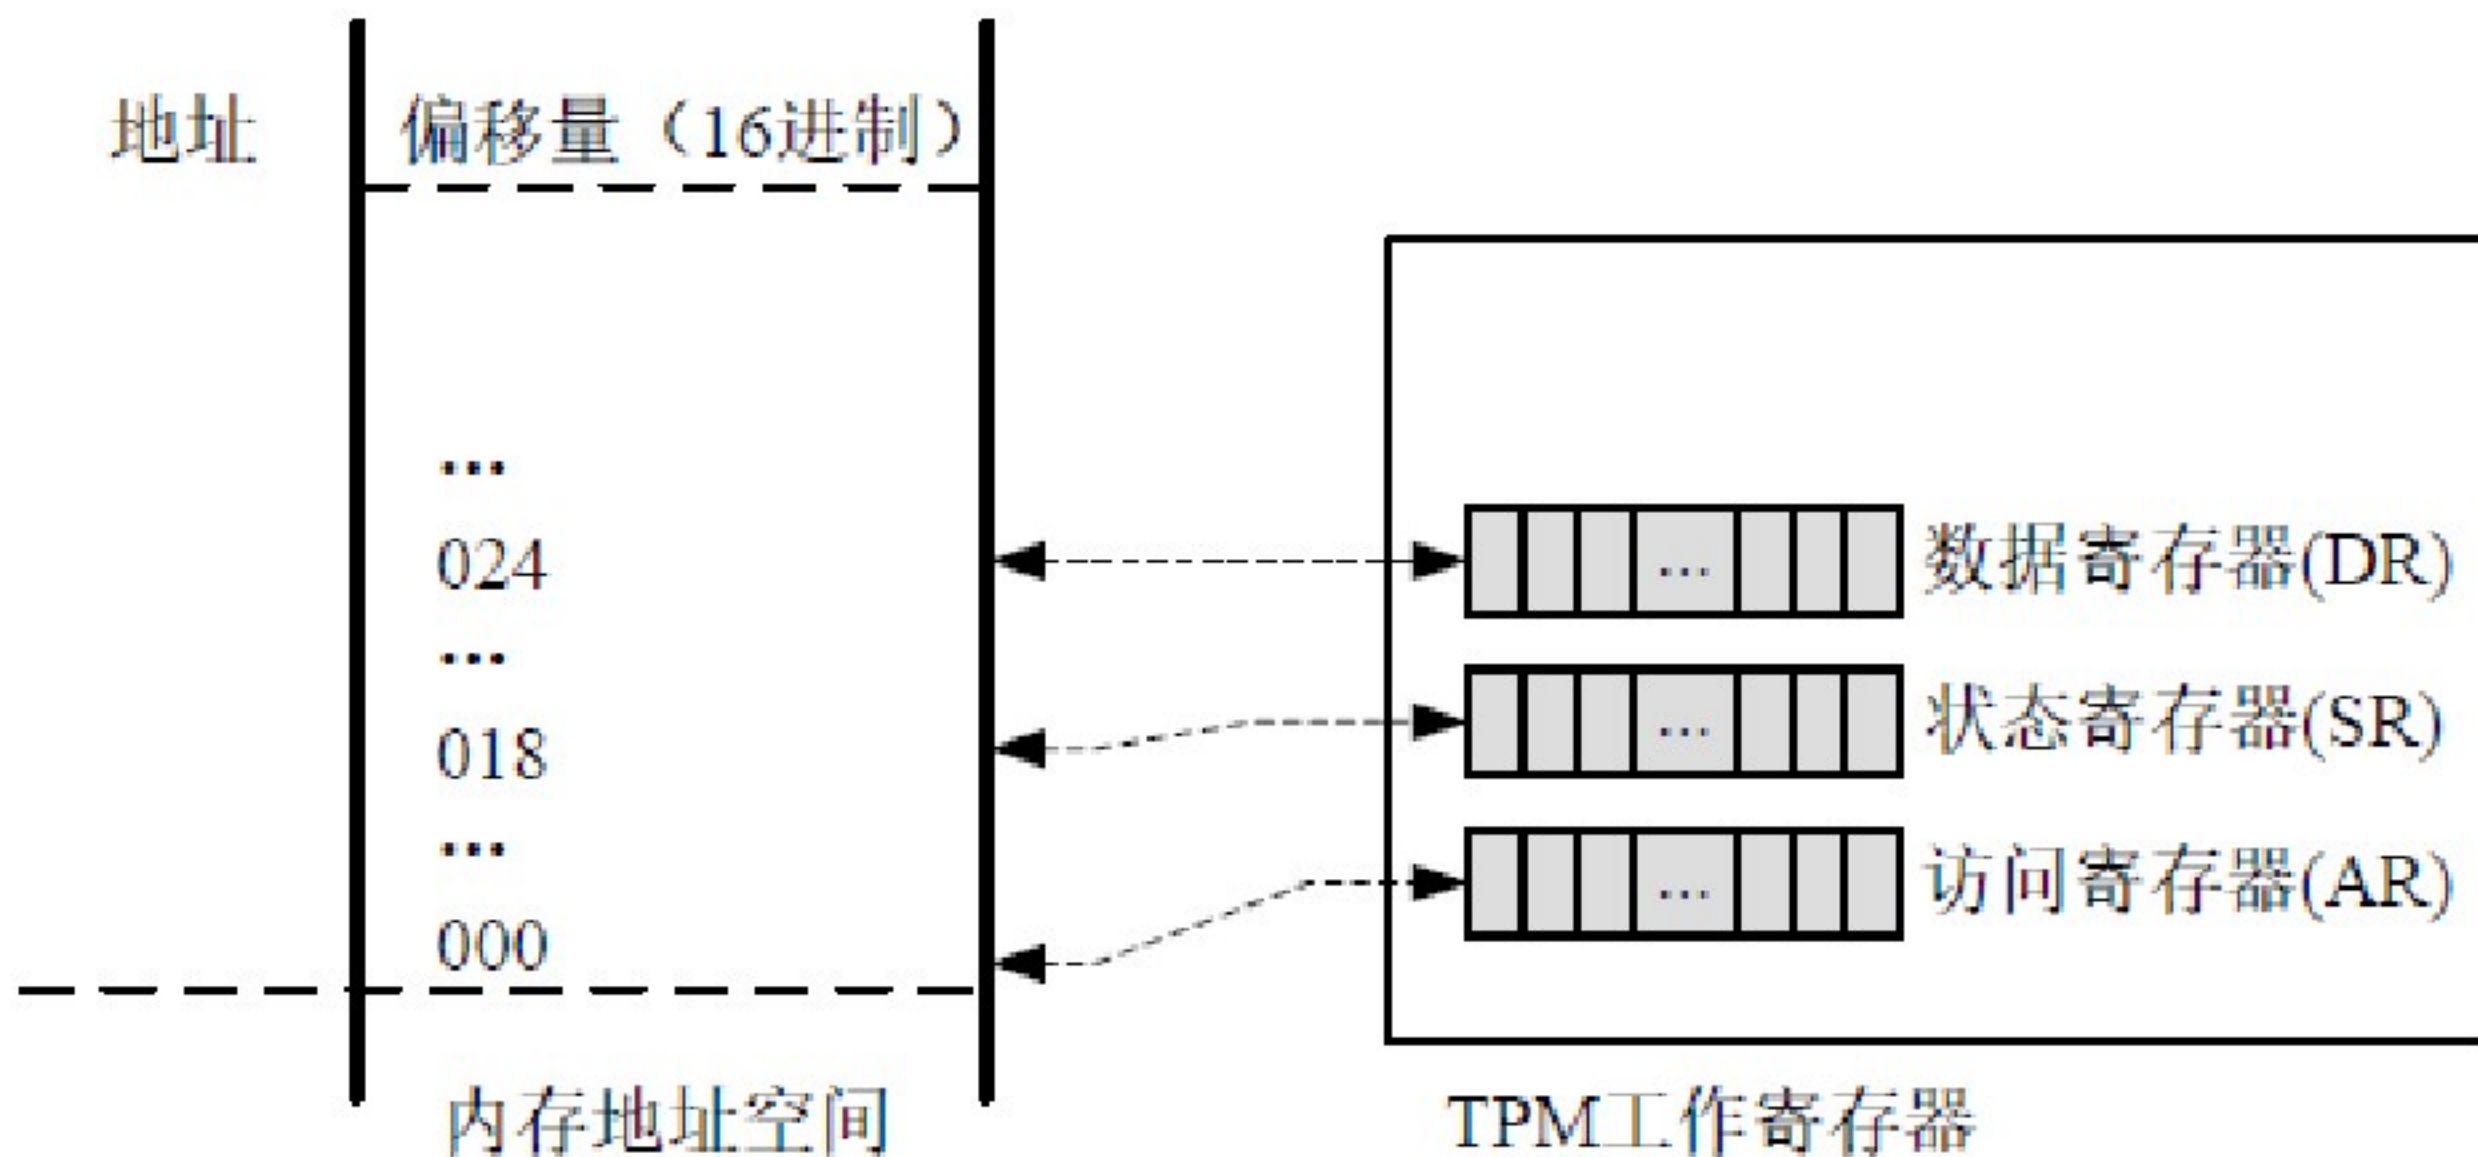 地址
偏移量（16进制）
...
024
...
018
...
000
内存地址空间
... 数据寄存器(DR)
... 状态寄存器(SR)
... 访问寄存器(AR)
TPM工作寄存器